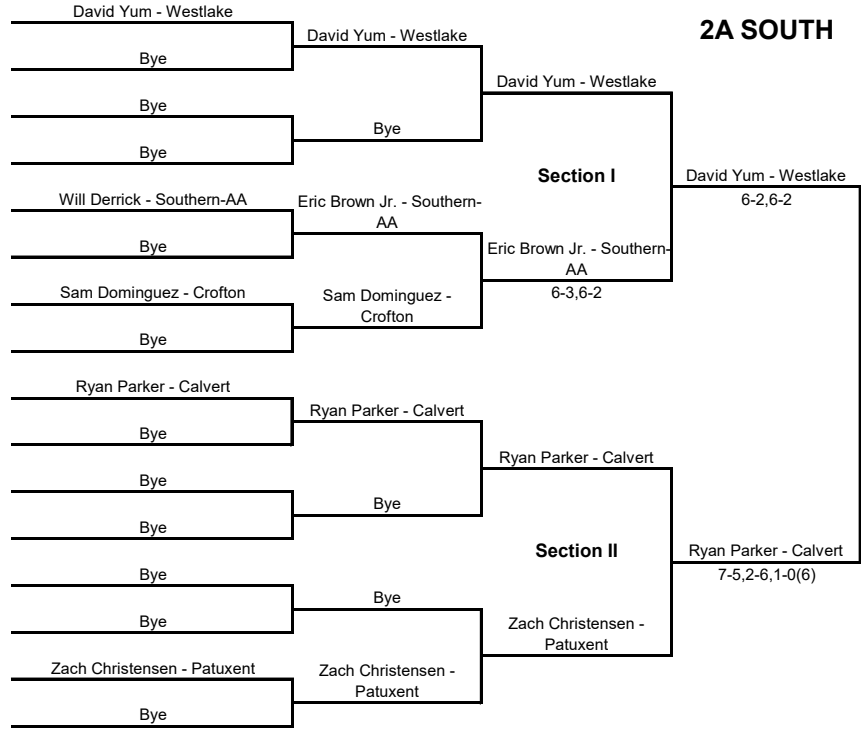 David Yum - Westlake
2A SOUTH
David Yum - Westlake
Bye
David Yum - Westlake
Bye
Bye
Bye
Section I
David Yum - Westlake
6-2,6-2
Will Derrick - Southern-AA
Eric Brown Jr. - Southern-
AA
Bye
Eric Brown Jr. - Southern-
AA
6-3,6-2
Sam Dominguez - Crofton
Sam Dominguez -
Crofton
Bye
Ryan Parker - Calvert
Ryan Parker - Calvert
Bye
Ryan Parker - Calvert
Bye
Bye
Bye
Section II
Ryan Parker - Calvert
7-5,2-6,1-0(6)
Bye
Bye
Bye
Zach Christensen -
Patuxent
Zach Christensen - Patuxent
Zach Christensen -
Patuxent
Bye